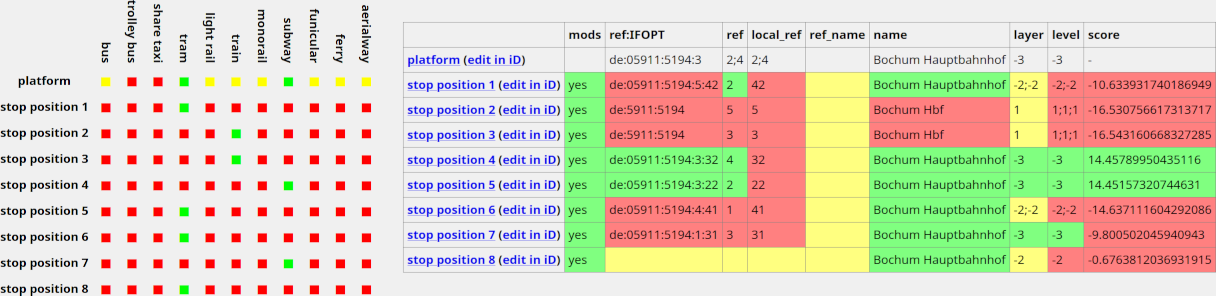 bus
trolley bus
share taxi
tram
light rail
train
monorail
subway
funicular
ferry
aerialway
platform
stop position 1
stop position 2
stop position 3
stop position 4
stop position 5
stop position 6
stop position 7
stop position 8
mods ref:IFOPT ref local_ref ref_name name layer level score
platform (edit in iD) de:05911:5194:3 2;4 2;4 Bochum Hauptbahnhof -3 -3 -
stop position 1 (edit in iD) yes de:05911:5194:5:42 2 42 Bochum Hauptbahnhof -2;-2 -2;-2 -10.633931740186949
stop position 2 (edit in iD) yes de:5911:5194 5 5 Bochum Hbf 1 1;1;1 -16.530756617313717
stop position 3 (edit in iD) yes de:5911:5194 3 3 Bochum Hbf 1 1;1;1 -16.543160668327285
stop position 4 (edit in iD) yes de:05911:5194:3:32 4 32 Bochum Hauptbahnhof -3 -3 14.45789950435116
stop position 5 (edit in iD) yes de:05911:5194:3:22 2 22 Bochum Hauptbahnhof -3 -3 14.45157320744631
stop position 6 (edit in iD) yes de:05911:5194:4:41 1 41 Bochum Hauptbahnhof -2;-2 -2;-2 -14.637111604292086
stop position 7 (edit in iD) yes de:05911:5194:1:31 3 31 Bochum Hauptbahnhof -3 -3 -9.800502045940943
stop position 8 (edit in iD) yes Bochum Hauptbahnhof -2 -2 -0.6763812036931915